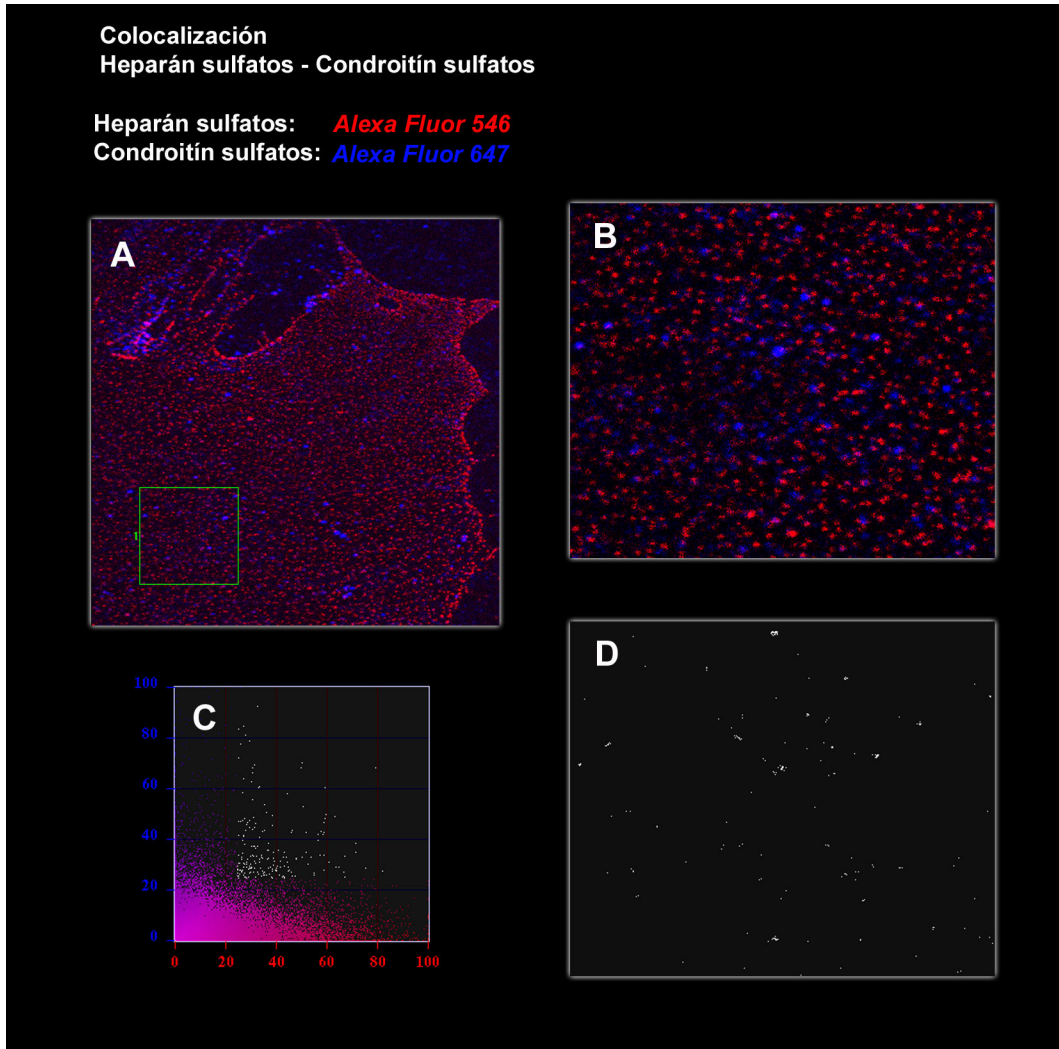 Colocalización
Heparán sulfatos - Condroitín sulfatos
Heparán sulfatos: Alexa Fluor 546
Condroitín sulfatos: Alexa Fluor 647
A
B
1
C
100
80
60
40
20
0
0 20 40 60 80 100
D